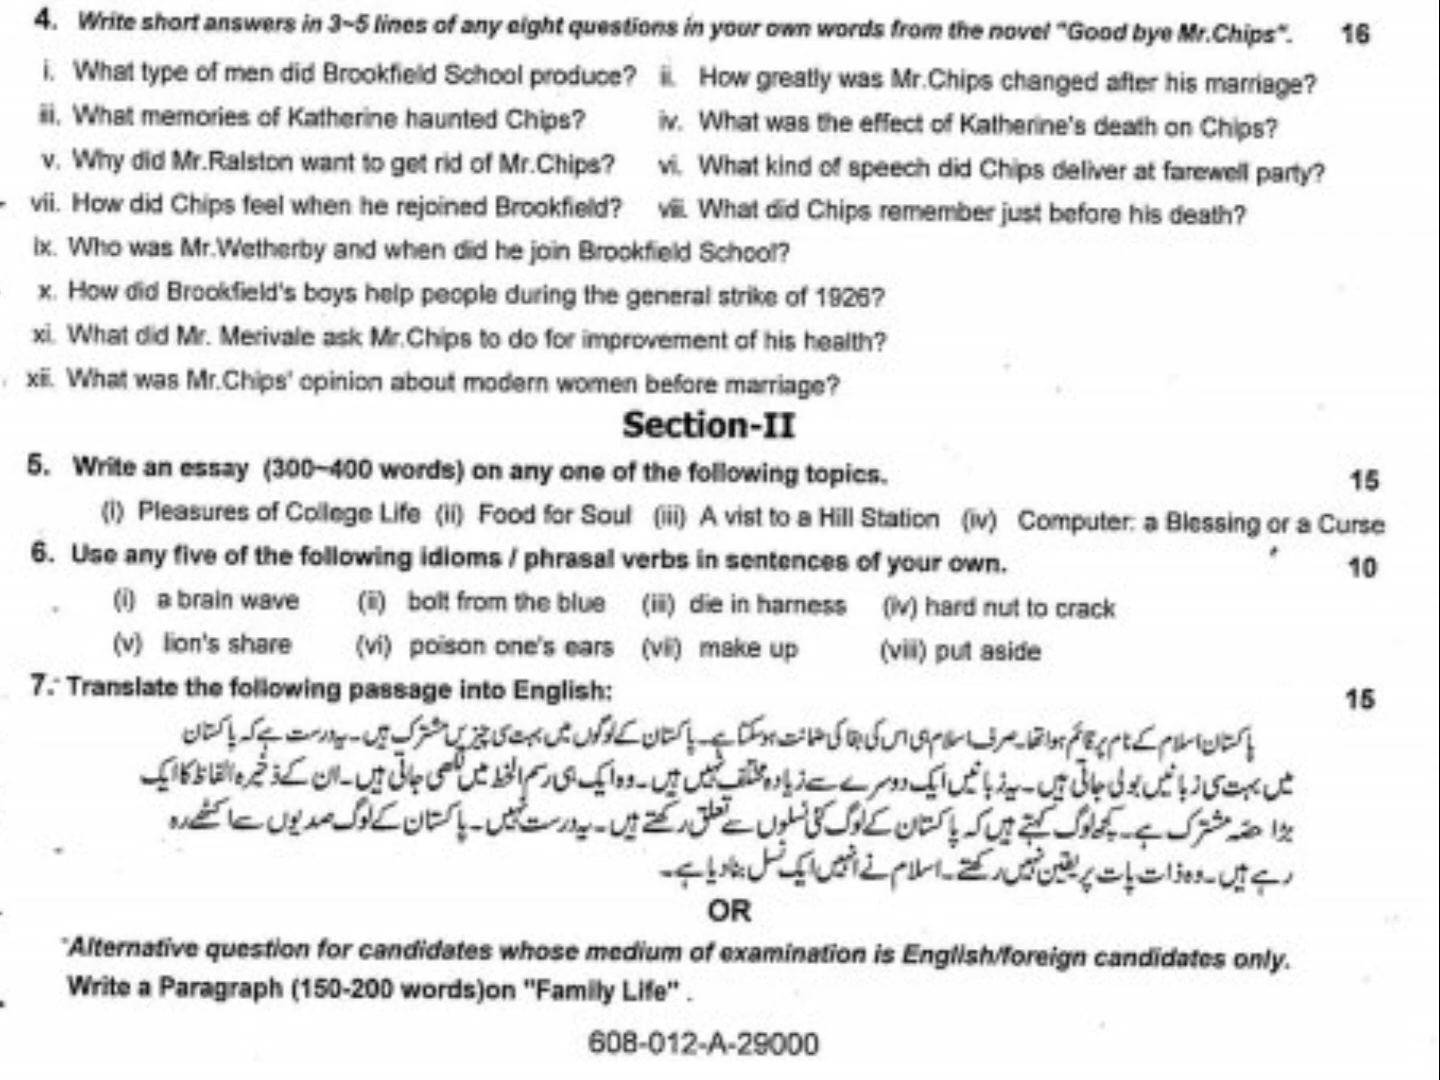 4. Write short answers in 3~5 lines of any eight questions in your own words from the novel "Good bye Mr.Chips". 16
i. What type of men did Brookfield School produce? ii. How greatly was Mr.Chips changed after his marriage?
iii. What memories of Katherine haunted Chips? iv. What was the effect of Katherine's death on Chips?
v. Why did Mr.Ralston want to get rid of Mr.Chips? vi. What kind of speech did Chips deliver at farewell party?
vii. How did Chips feel when he rejoined Brookfield? viii. What did Chips remember just before his death?
ix. Who was Mr.Wetherby and when did he join Brookfield School?
x. How did Brookfield's boys help people during the general strike of 1926?
xi. What did Mr. Merivale ask Mr.Chips to do for improvement of his health?
xii. What was Mr.Chips' opinion about modern women before marriage?
Section-II
5. Write an essay (300~400 words) on any one of the following topics. 15
(i) Pleasures of College Life (ii) Food for Soul (iii) A vist to a Hill Station (iv) Computer: a Blessing or a Curse
6. Use any five of the following idioms / phrasal verbs in sentences of your own. 10
(i) a brain wave (ii) bolt from the blue (iii) die in harness (iv) hard nut to crack
(v) lion's share (vi) poison one's ears (vii) make up (viii) put aside
7. Translate the following passage into English: 15
پاکستان اسلام کے نام پر قائم ہوا تھا۔ صرف اسلام ہی اس کی بقا کی ضمانت ہو سکتا ہے۔ پاکستان کے لوگوں میں بہت سی چیزیں مشترک ہیں۔ یہ درست ہے کہ پاکستان
میں بہت سی زبانیں بولی جاتی ہیں۔ یہ زبانیں ایک دوسرے سے زیادہ مختلف نہیں ہیں۔ وہ ایک ہی رسم الخط میں لکھی جاتی ہیں۔ ان کے ذخیرہ الفاظ کا ایک
بڑا حصہ مشترک ہے۔ کچھ لوگ کہتے ہیں کہ پاکستان کے لوگ کئی نسلوں سے تعلق رکھتے ہیں۔ یہ درست نہیں۔ پاکستان کے لوگ صدیوں سے اکٹھے رہ
رہے ہیں۔ وہ ذات پات پر یقین نہیں رکھتے۔ اسلام نے انہیں ایک نسل بنا دیا ہے۔
OR
Alternative question for candidates whose medium of examination is English/foreign candidates only.
Write a Paragraph (150-200 words)on "Family Life" .
608-012-A-29000